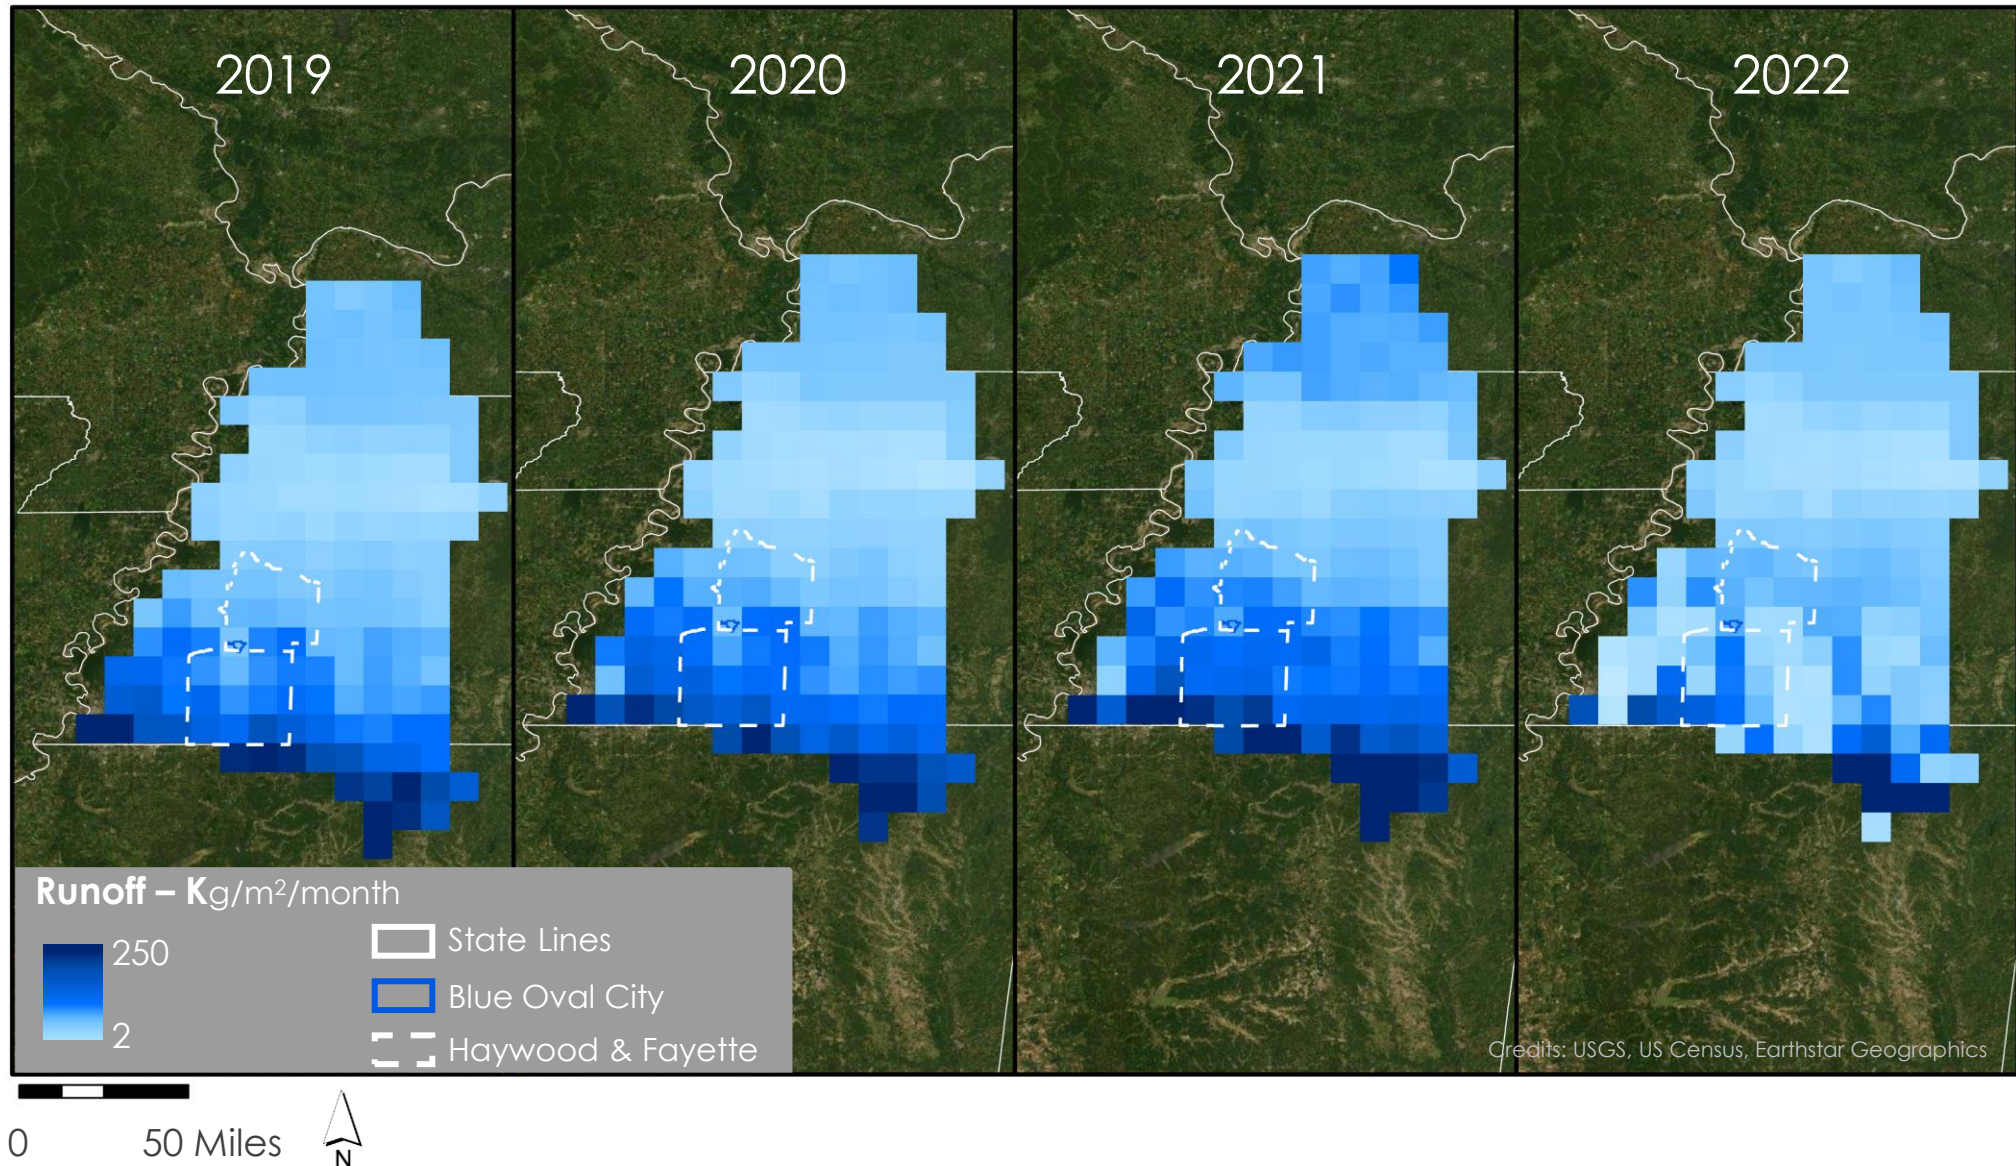 2019
2020
2021
2022
Runoff – Kg/m²/month
250
2
State Lines
Blue Oval City
Haywood & Fayette
Credits: USGS, US Census, Earthstar Geographics
0
50 Miles
N